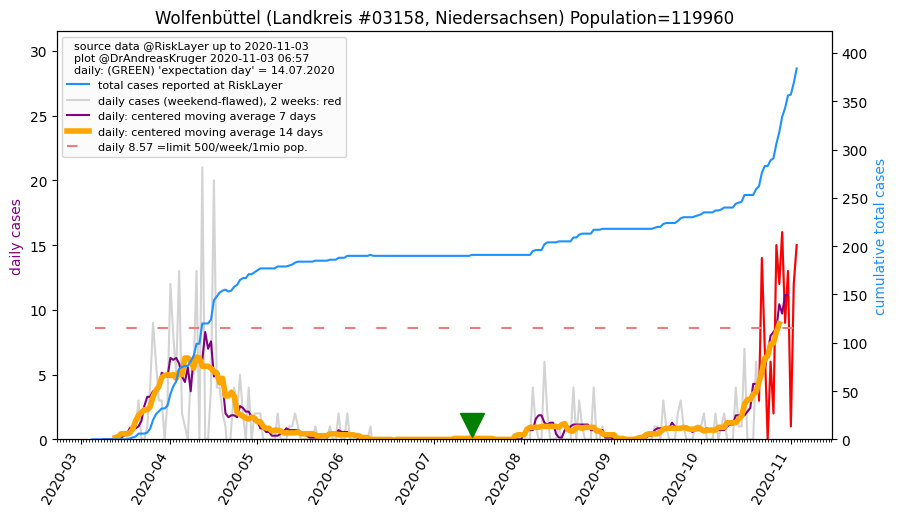 Wolfenbüttel (Landkreis #03158, Niedersachsen) Population=119960
source data @RiskLayer up to 2020-11-03
plot @DrAndreasKruger 2020-11-03 06:57
daily: (GREEN) 'expectation day' = 14.07.2020
total cases reported at RiskLayer
daily cases (weekend-flawed), 2 weeks: red
daily: centered moving average 7 days
daily: centered moving average 14 days
daily 8.57 =limit 500/week/1mio pop.
daily cases
30
25
20
15
10
5
0
cumulative total cases
400
350
300
250
200
150
100
50
0
2020-03
2020-04
2020-05
2020-06
2020-07
2020-08
2020-09
2020-10
2020-11